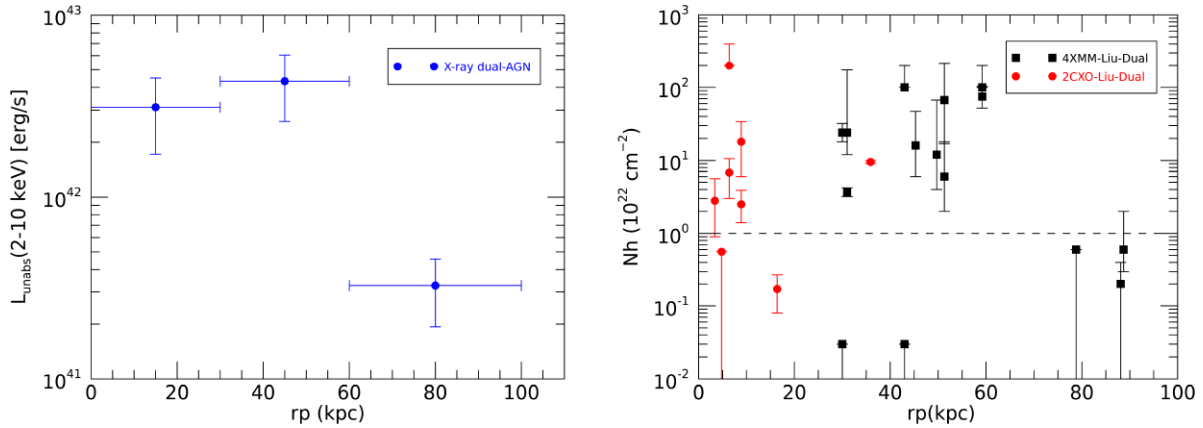 10^43
X-ray dual-AGN
L_unabs(2-10 keV) [erg/s]
10^42
10^41
0 20 40 60 80 100
rp (kpc)
10^3
4XMM-Liu-Dual
2CXO-Liu-Dual
10^2
Nh (10^22 cm^−2)
10^1
10^0
10^-1
10^-2
0 20 40 60 80 100
rp(kpc)